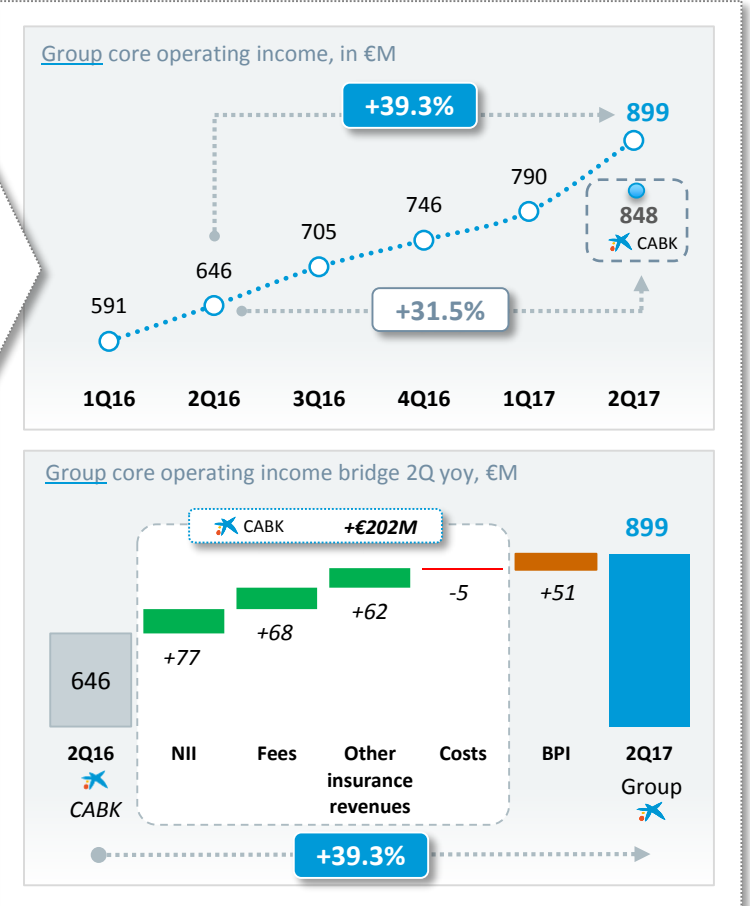 Group core operating income, in €M
+39.3%
899
790
848
CABK
746
705
646
591
+31.5%
1Q16 2Q16 3Q16 4Q16 1Q17 2Q17
Group core operating income bridge 2Q yoy, €M
CABK +€202M
899
+77
+68
+62
-5
+51
646
2Q16 NII Fees Other Costs BPI 2Q17
insurance
revenues
CABK
Group
+39.3%